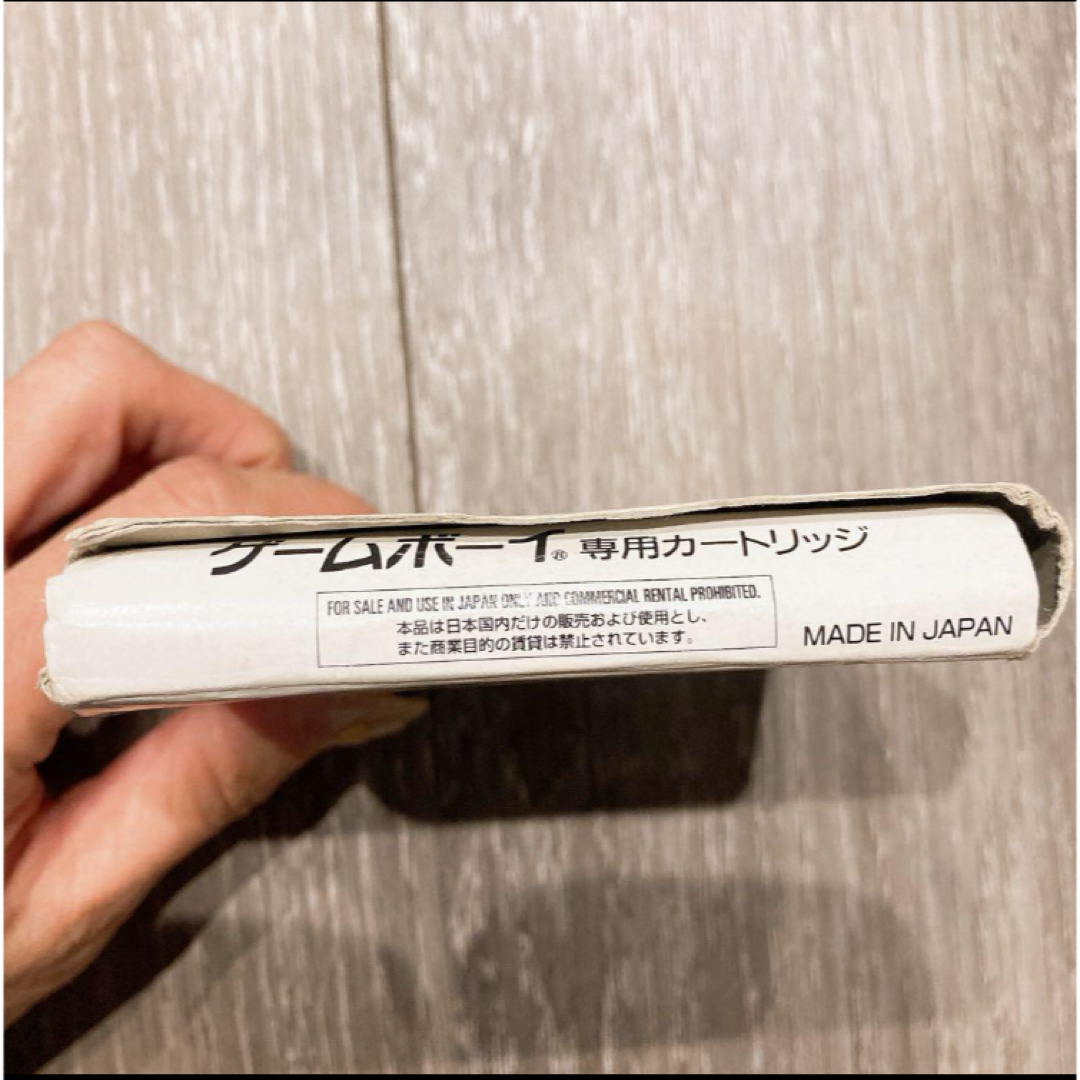 ゲームボーイ® 専用カートリッジ
FOR SALE AND USE IN JAPAN ONLY AND COMMERCIAL RENTAL PROHIBITED.
本品は日本国内だけの販売および使用とし、
また商業目的の賃貸は禁止されています。
MADE IN JAPAN